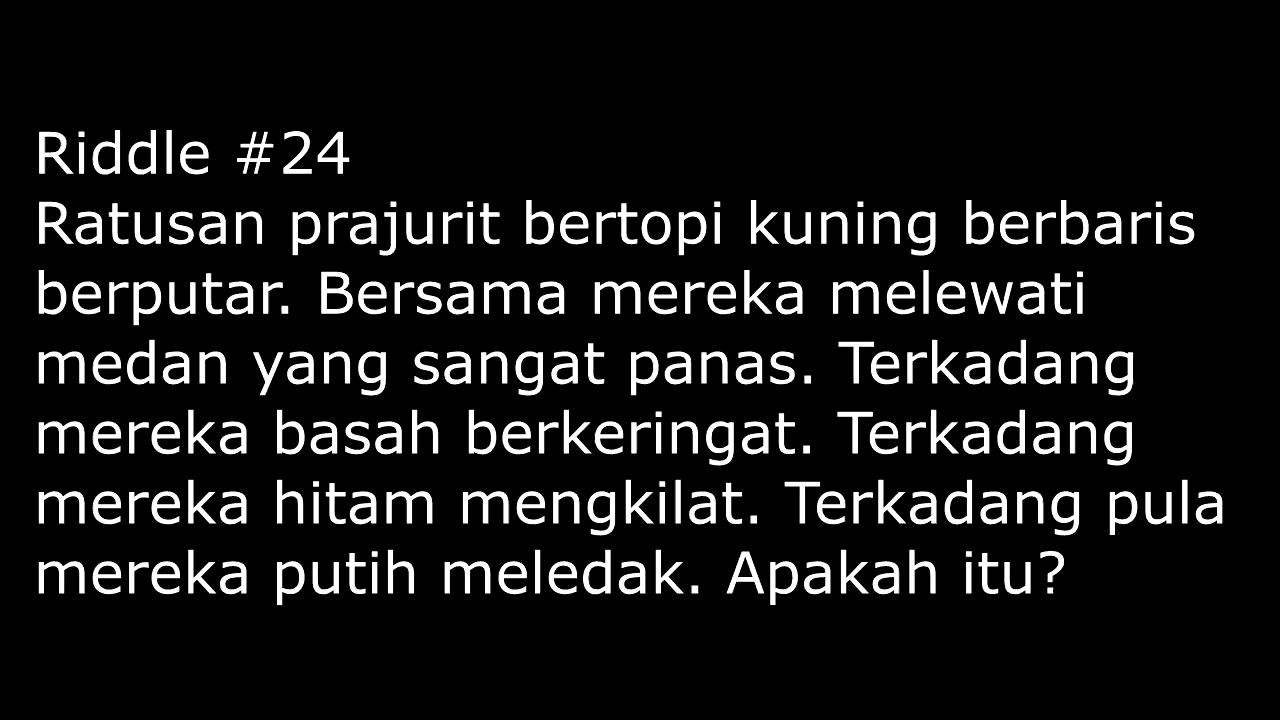 Riddle #24
Ratusan prajurit bertopi kuning berbaris
berputar. Bersama mereka melewati
medan yang sangat panas. Terkadang
mereka basah berkeringat. Terkadang
mereka hitam mengkilat. Terkadang pula
mereka putih meledak. Apakah itu?